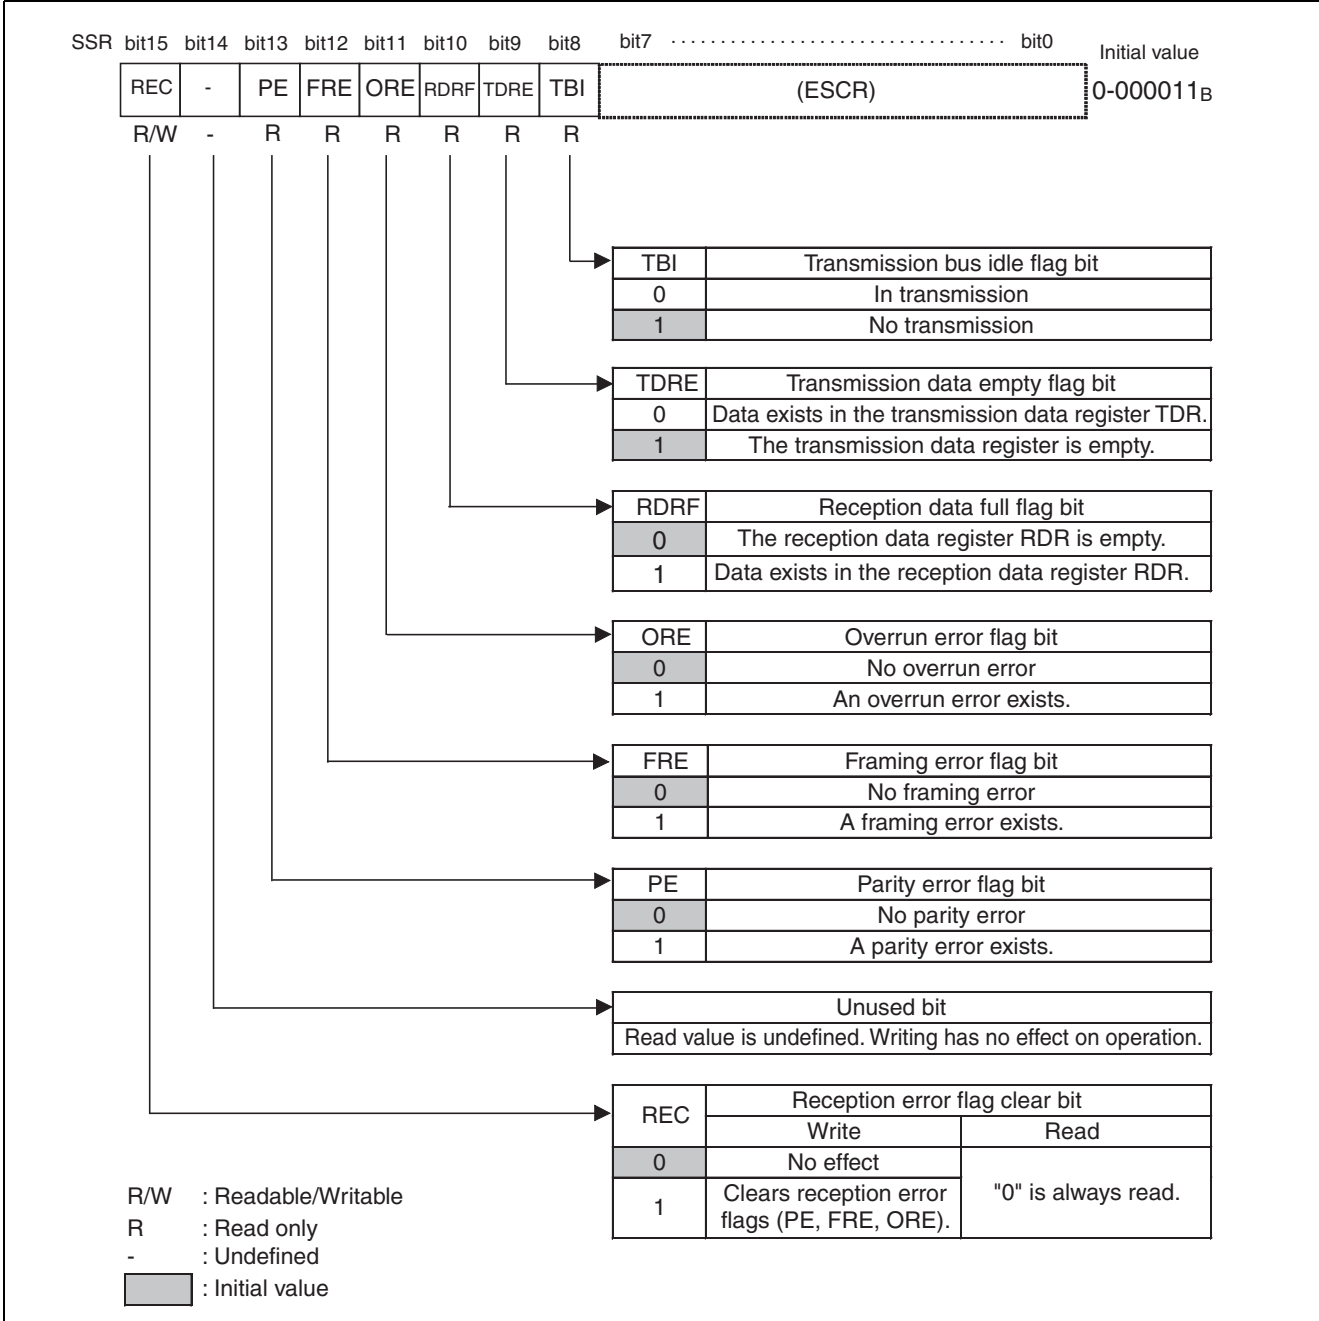 SSR bit15 bit14 bit13 bit12 bit11 bit10 bit9 bit8 bit7 ································· bit0 Initial value
REC - PE FRE ORE RDRF TDRE TBI (ESCR) 0-000011B
R/W - R R R R R R
TBI Transmission bus idle flag bit
0 In transmission
1 No transmission
TDRE Transmission data empty flag bit
0 Data exists in the transmission data register TDR.
1 The transmission data register is empty.
RDRF Reception data full flag bit
0 The reception data register RDR is empty.
1 Data exists in the reception data register RDR.
ORE Overrun error flag bit
0 No overrun error
1 An overrun error exists.
FRE Framing error flag bit
0 No framing error
1 A framing error exists.
PE Parity error flag bit
0 No parity error
1 A parity error exists.
Unused bit
Read value is undefined. Writing has no effect on operation.
REC Reception error flag clear bit
Write Read
0 No effect
1 Clears reception error flags (PE, FRE, ORE). "0" is always read.
R/W : Readable/Writable
R : Read only
- : Undefined
: Initial value